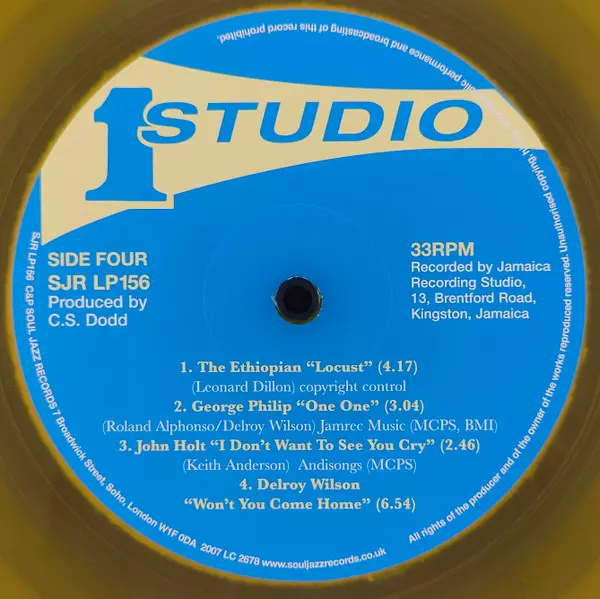 1 STUDIO
SIDE FOUR
SJR LP156
Produced by
C.S. Dodd
33RPM
Recorded by Jamaica
Recording Studio,
13, Brentford Road,
Kingston, Jamaica
1. The Ethiopian “Locust” (4.17)
(Leonard Dillon) copyright control
2. George Philip “One One” (3.04)
(Roland Alphonso/Delroy Wilson) Jamrec Music (MCPS, BMI)
3. John Holt “I Don’t Want To See You Cry” (2.46)
(Keith Anderson) Andisongs (MCPS)
4. Delroy Wilson
“Won’t You Come Home” (6.54)
SJR LP156 C&P SOUL JAZZ RECORDS 7 Broadwick Street, Soho, London W1F 0DA 2007 LC 2678 www.souljazzrecords.co.uk
All rights of the producer and of the owner of the works reproduced reserved. Unauthorised copying, performance and broadcasting of this record prohibited.